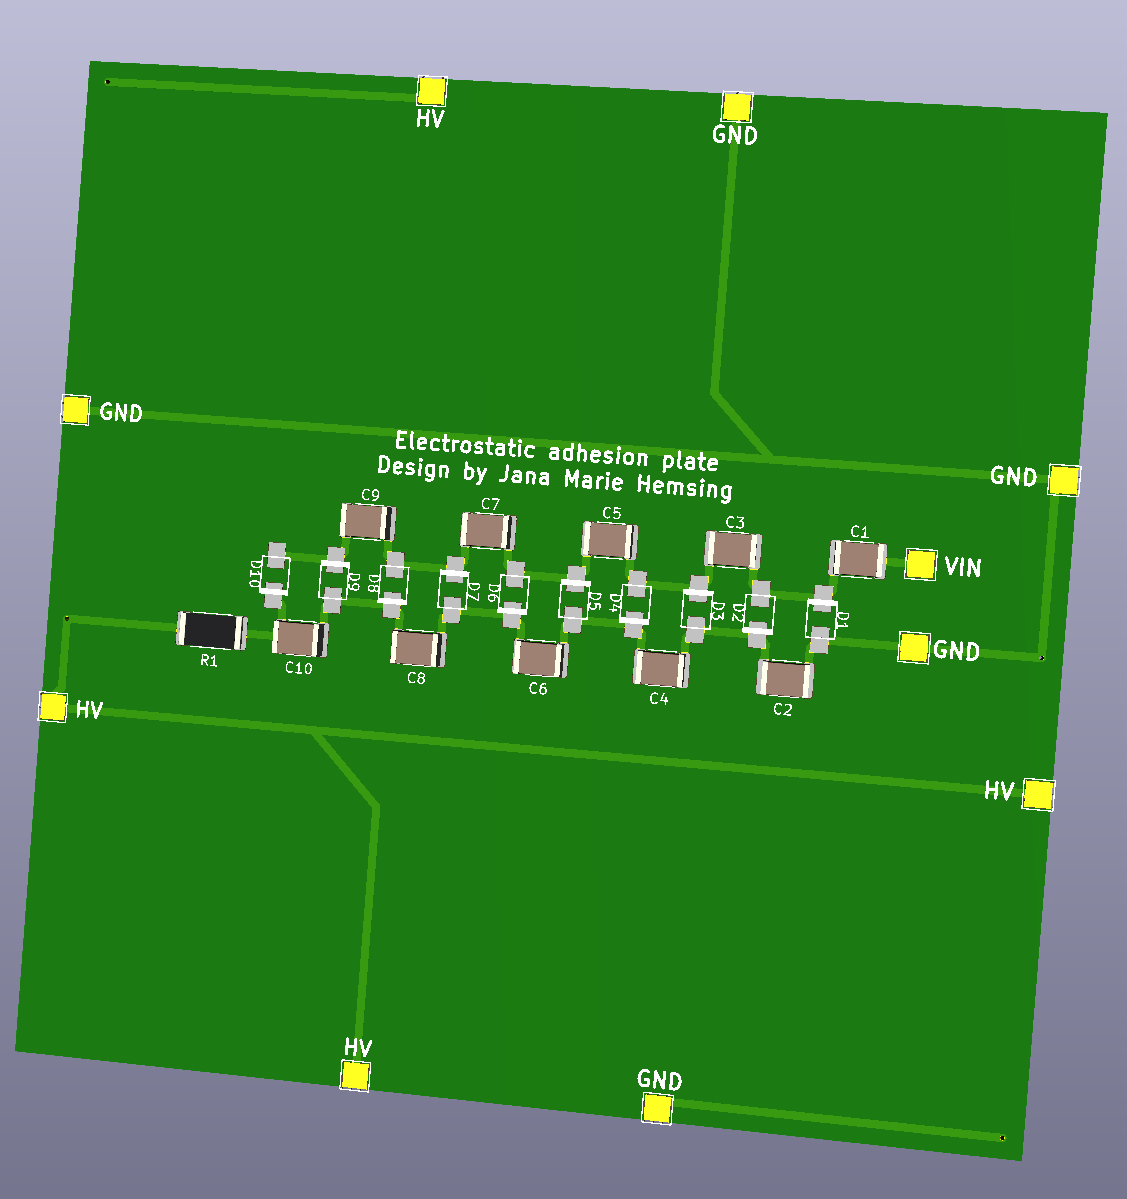 HV
GND
GND
Electrostatic adhesion plate
Design by Jana Marie Hemsing
GND
C9
C7
C5
C3
C1
VIN
D10
D9
D8
D7
D6
D5
D4
D3
D2
D1
GND
R1
C10
C8
C6
C4
C2
HV
HV
HV
GND